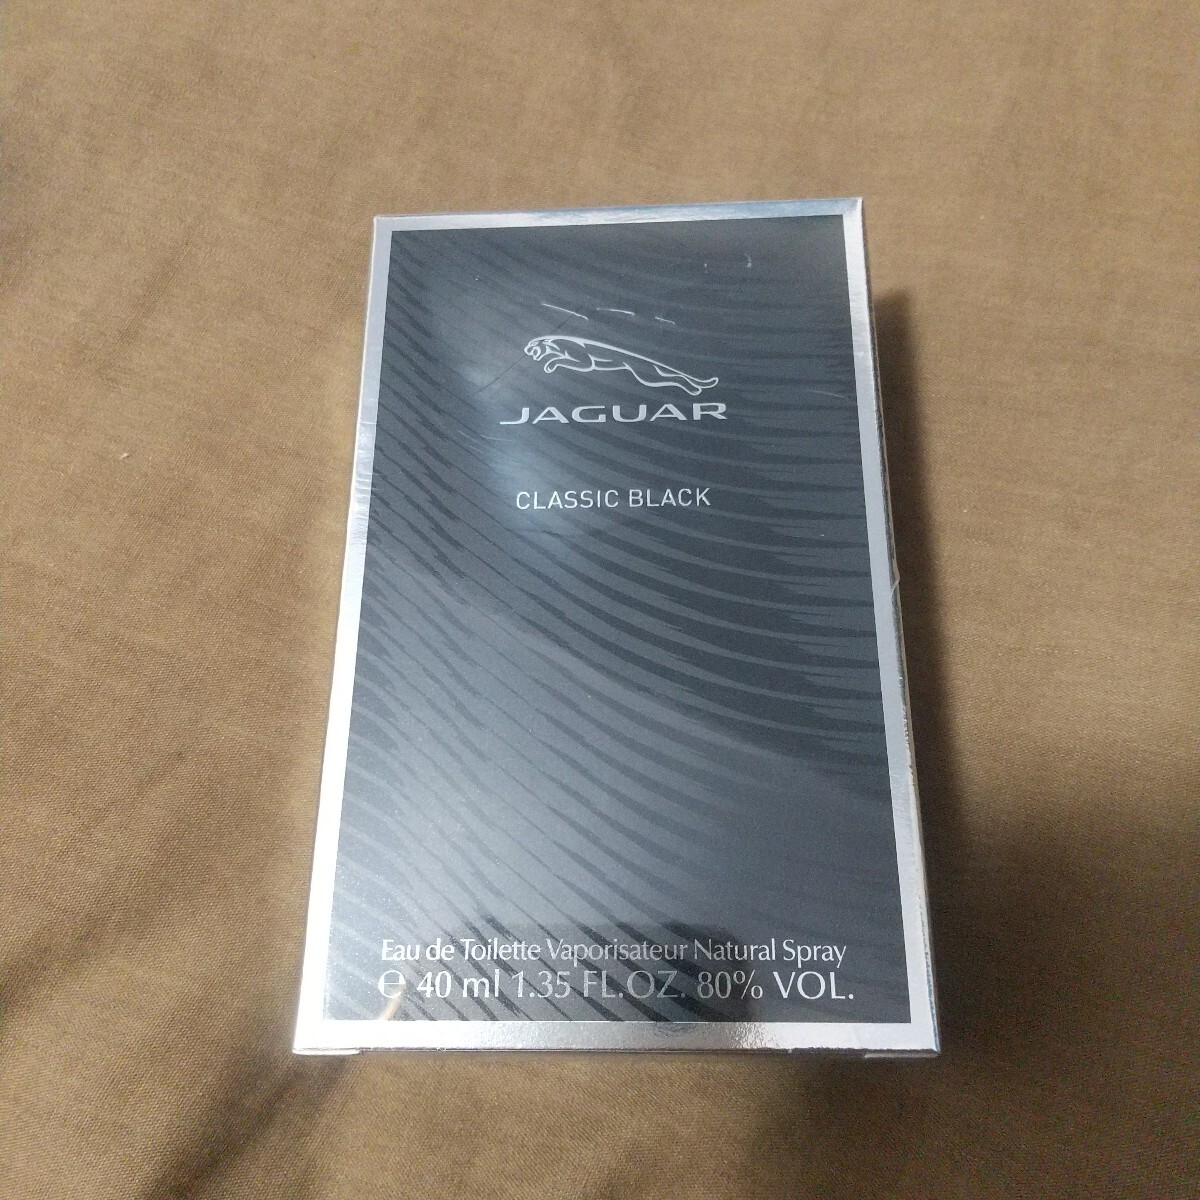 JAGUAR
CLASSIC BLACK
Eau de Toilette Vaporisateur Natural Spray
℮ 40 ml 1.35 FL.OZ. 80% VOL.